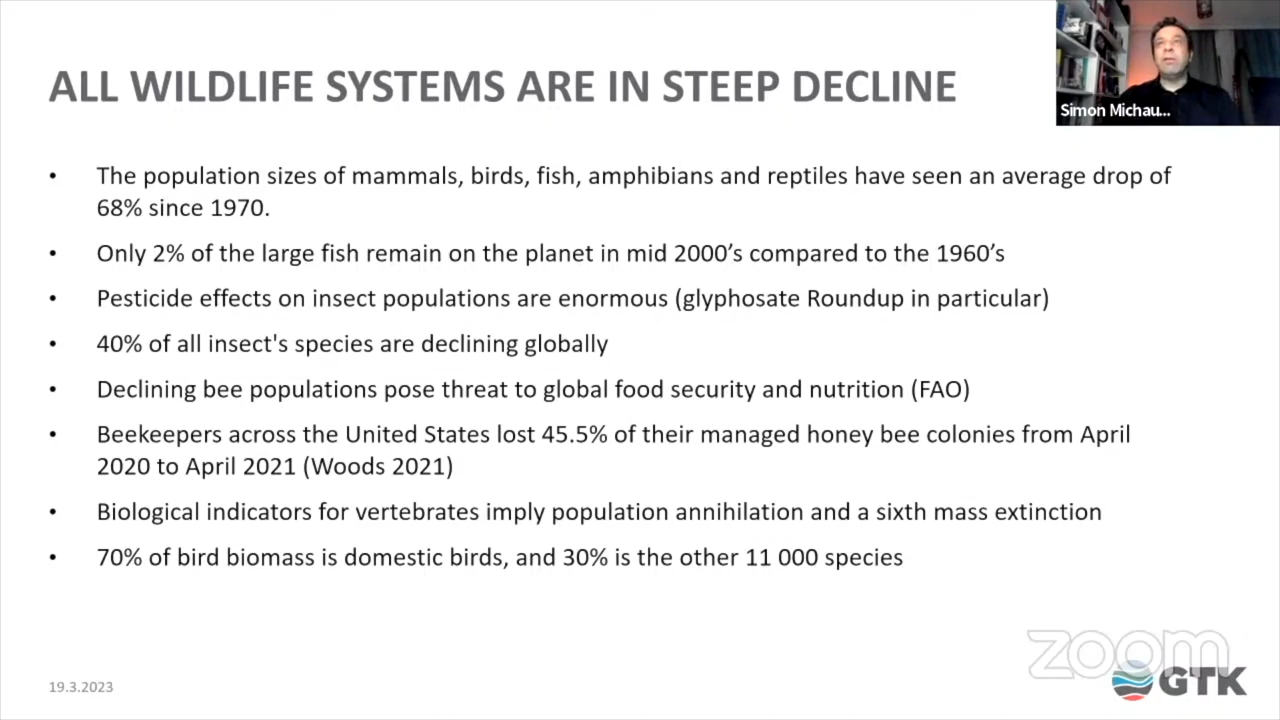 ALL WILDLIFE SYSTEMS ARE IN STEEP DECLINE
Simon Michau...
• The population sizes of mammals, birds, fish, amphibians and reptiles have seen an average drop of
68% since 1970.
• Only 2% of the large fish remain on the planet in mid 2000’s compared to the 1960’s
• Pesticide effects on insect populations are enormous (glyphosate Roundup in particular)
• 40% of all insect's species are declining globally
• Declining bee populations pose threat to global food security and nutrition (FAO)
• Beekeepers across the United States lost 45.5% of their managed honey bee colonies from April
2020 to April 2021 (Woods 2021)
• Biological indicators for vertebrates imply population annihilation and a sixth mass extinction
• 70% of bird biomass is domestic birds, and 30% is the other 11 000 species
zoom
19.3.2023
GTK